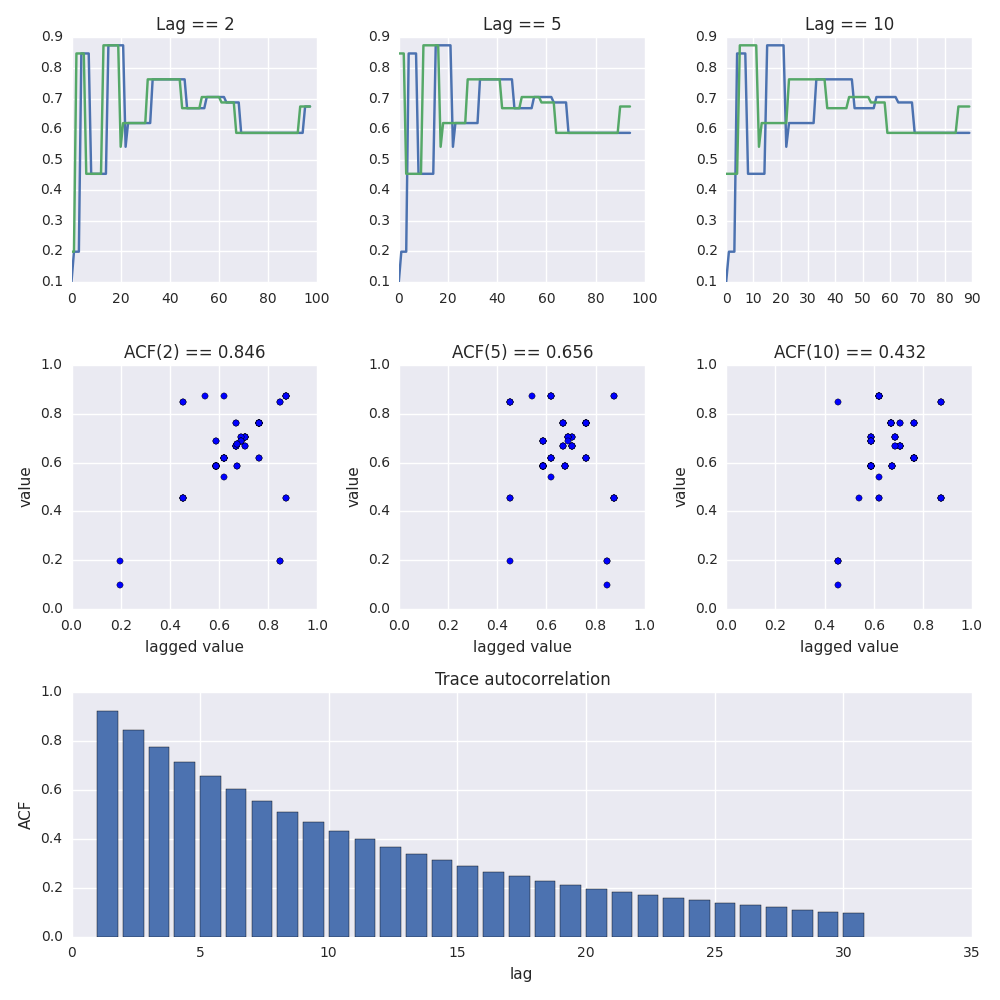 Lag == 2
Lag == 5
Lag == 10
0.9
0.8
0.7
0.6
0.5
0.4
0.3
0.2
0.1
0 20 40 60 80 100
0.9
0.8
0.7
0.6
0.5
0.4
0.3
0.2
0.1
0 20 40 60 80 100
0.9
0.8
0.7
0.6
0.5
0.4
0.3
0.2
0.1
0 10 20 30 40 50 60 70 80 90
ACF(2) == 0.846
value
1.0
0.8
0.6
0.4
0.2
0.0
0.0 0.2 0.4 0.6 0.8 1.0
lagged value
ACF(5) == 0.656
value
1.0
0.8
0.6
0.4
0.2
0.0
0.0 0.2 0.4 0.6 0.8 1.0
lagged value
ACF(10) == 0.432
value
1.0
0.8
0.6
0.4
0.2
0.0
0.0 0.2 0.4 0.6 0.8 1.0
lagged value
Trace autocorrelation
ACF
1.0
0.8
0.6
0.4
0.2
0.0
0 5 10 15 20 25 30 35
lag